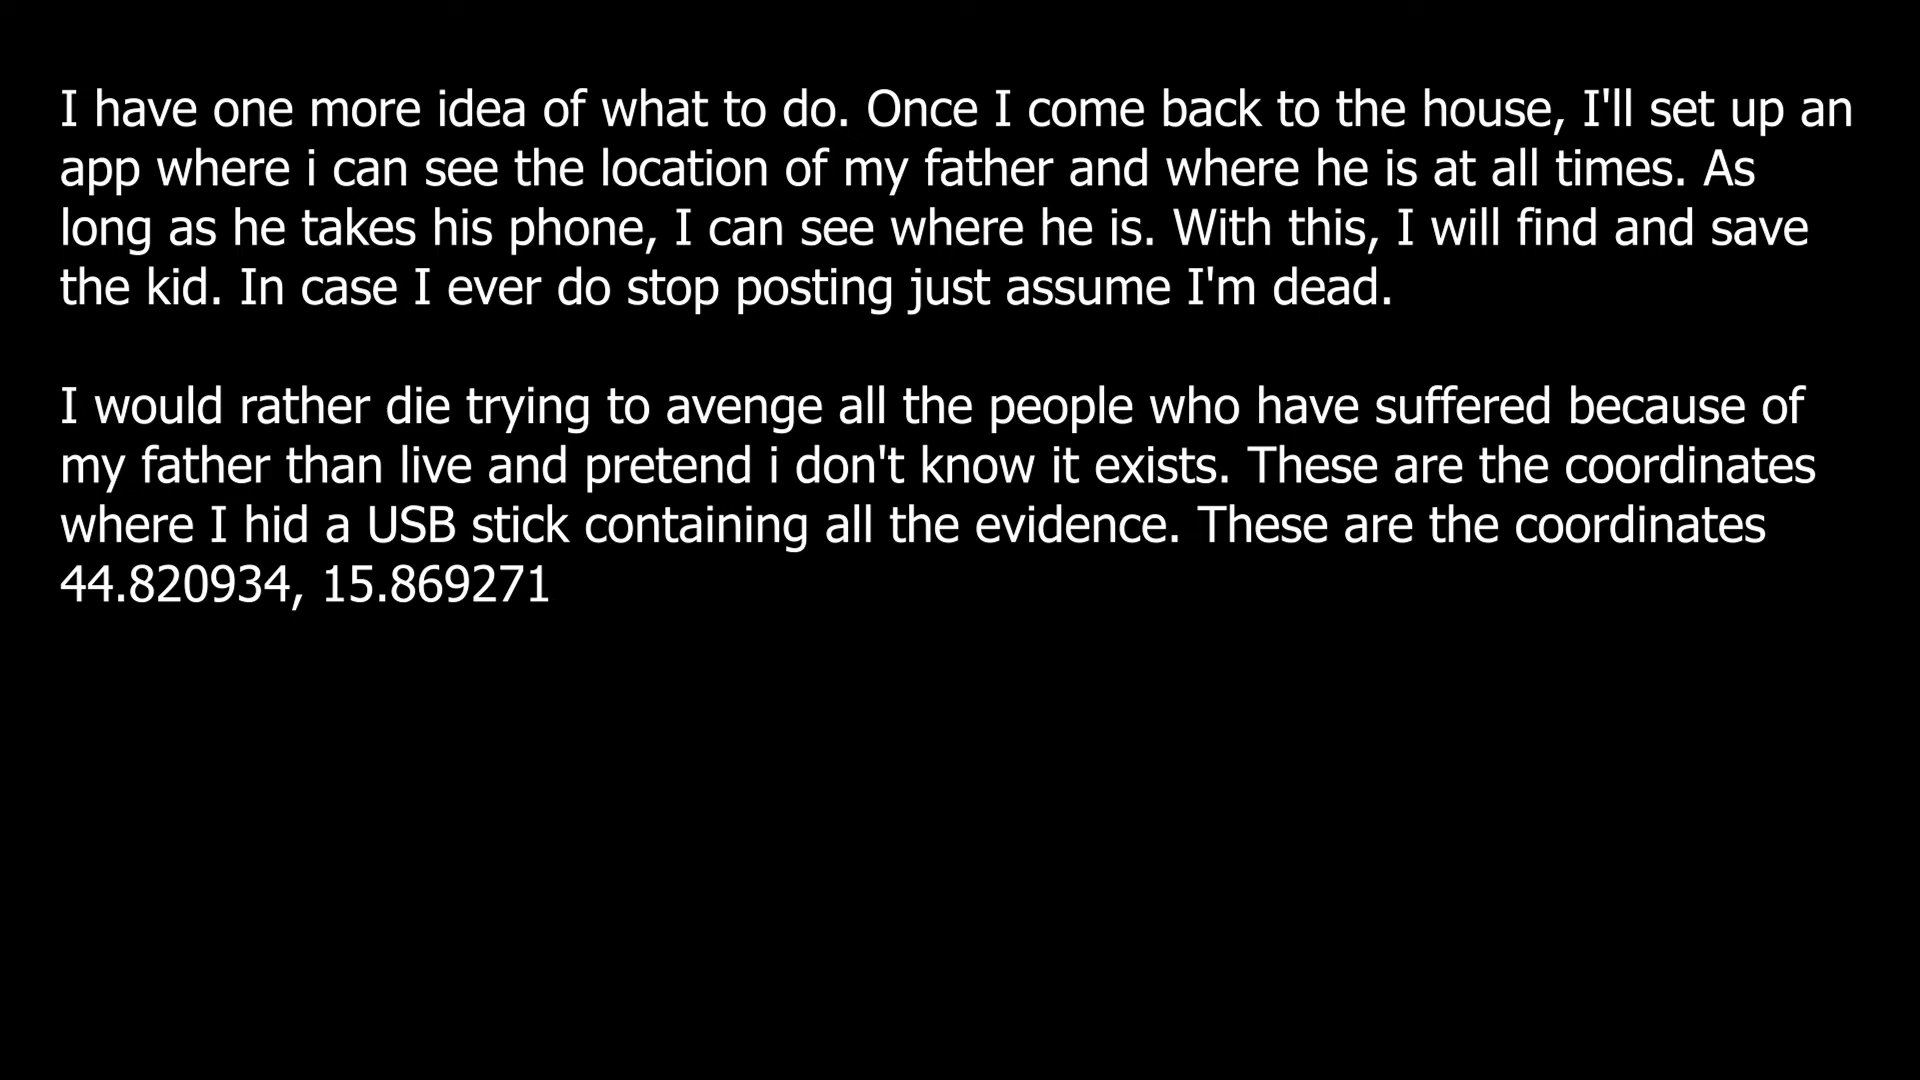 I have one more idea of what to do. Once I come back to the house, I'll set up an
app where i can see the location of my father and where he is at all times. As
long as he takes his phone, I can see where he is. With this, I will find and save
the kid. In case I ever do stop posting just assume I'm dead.
I would rather die trying to avenge all the people who have suffered because of
my father than live and pretend i don't know it exists. These are the coordinates
where I hid a USB stick containing all the evidence. These are the coordinates
44.820934, 15.869271